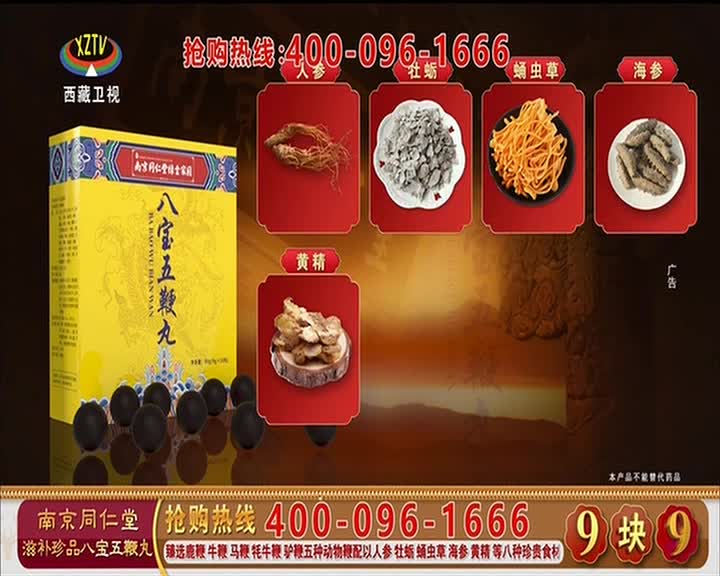 XZTV
西藏卫视
抢购热线:400-096-1666
人参
牡蛎
蛹虫草
海参
南京同仁堂绿金家园
八宝五鞭丸
BA BAO WU BIAN WAN
黄精
广告
本产品不能替代药品
南京同仁堂
滋补珍品八宝五鞭丸
抢购热线 400-096-1666
臻选鹿鞭 牛鞭 马鞭 牦牛鞭 驴鞭五种动物鞭配以人参 牡蛎 蛹虫草 海参 黄精 等八种珍贵食材
9块9